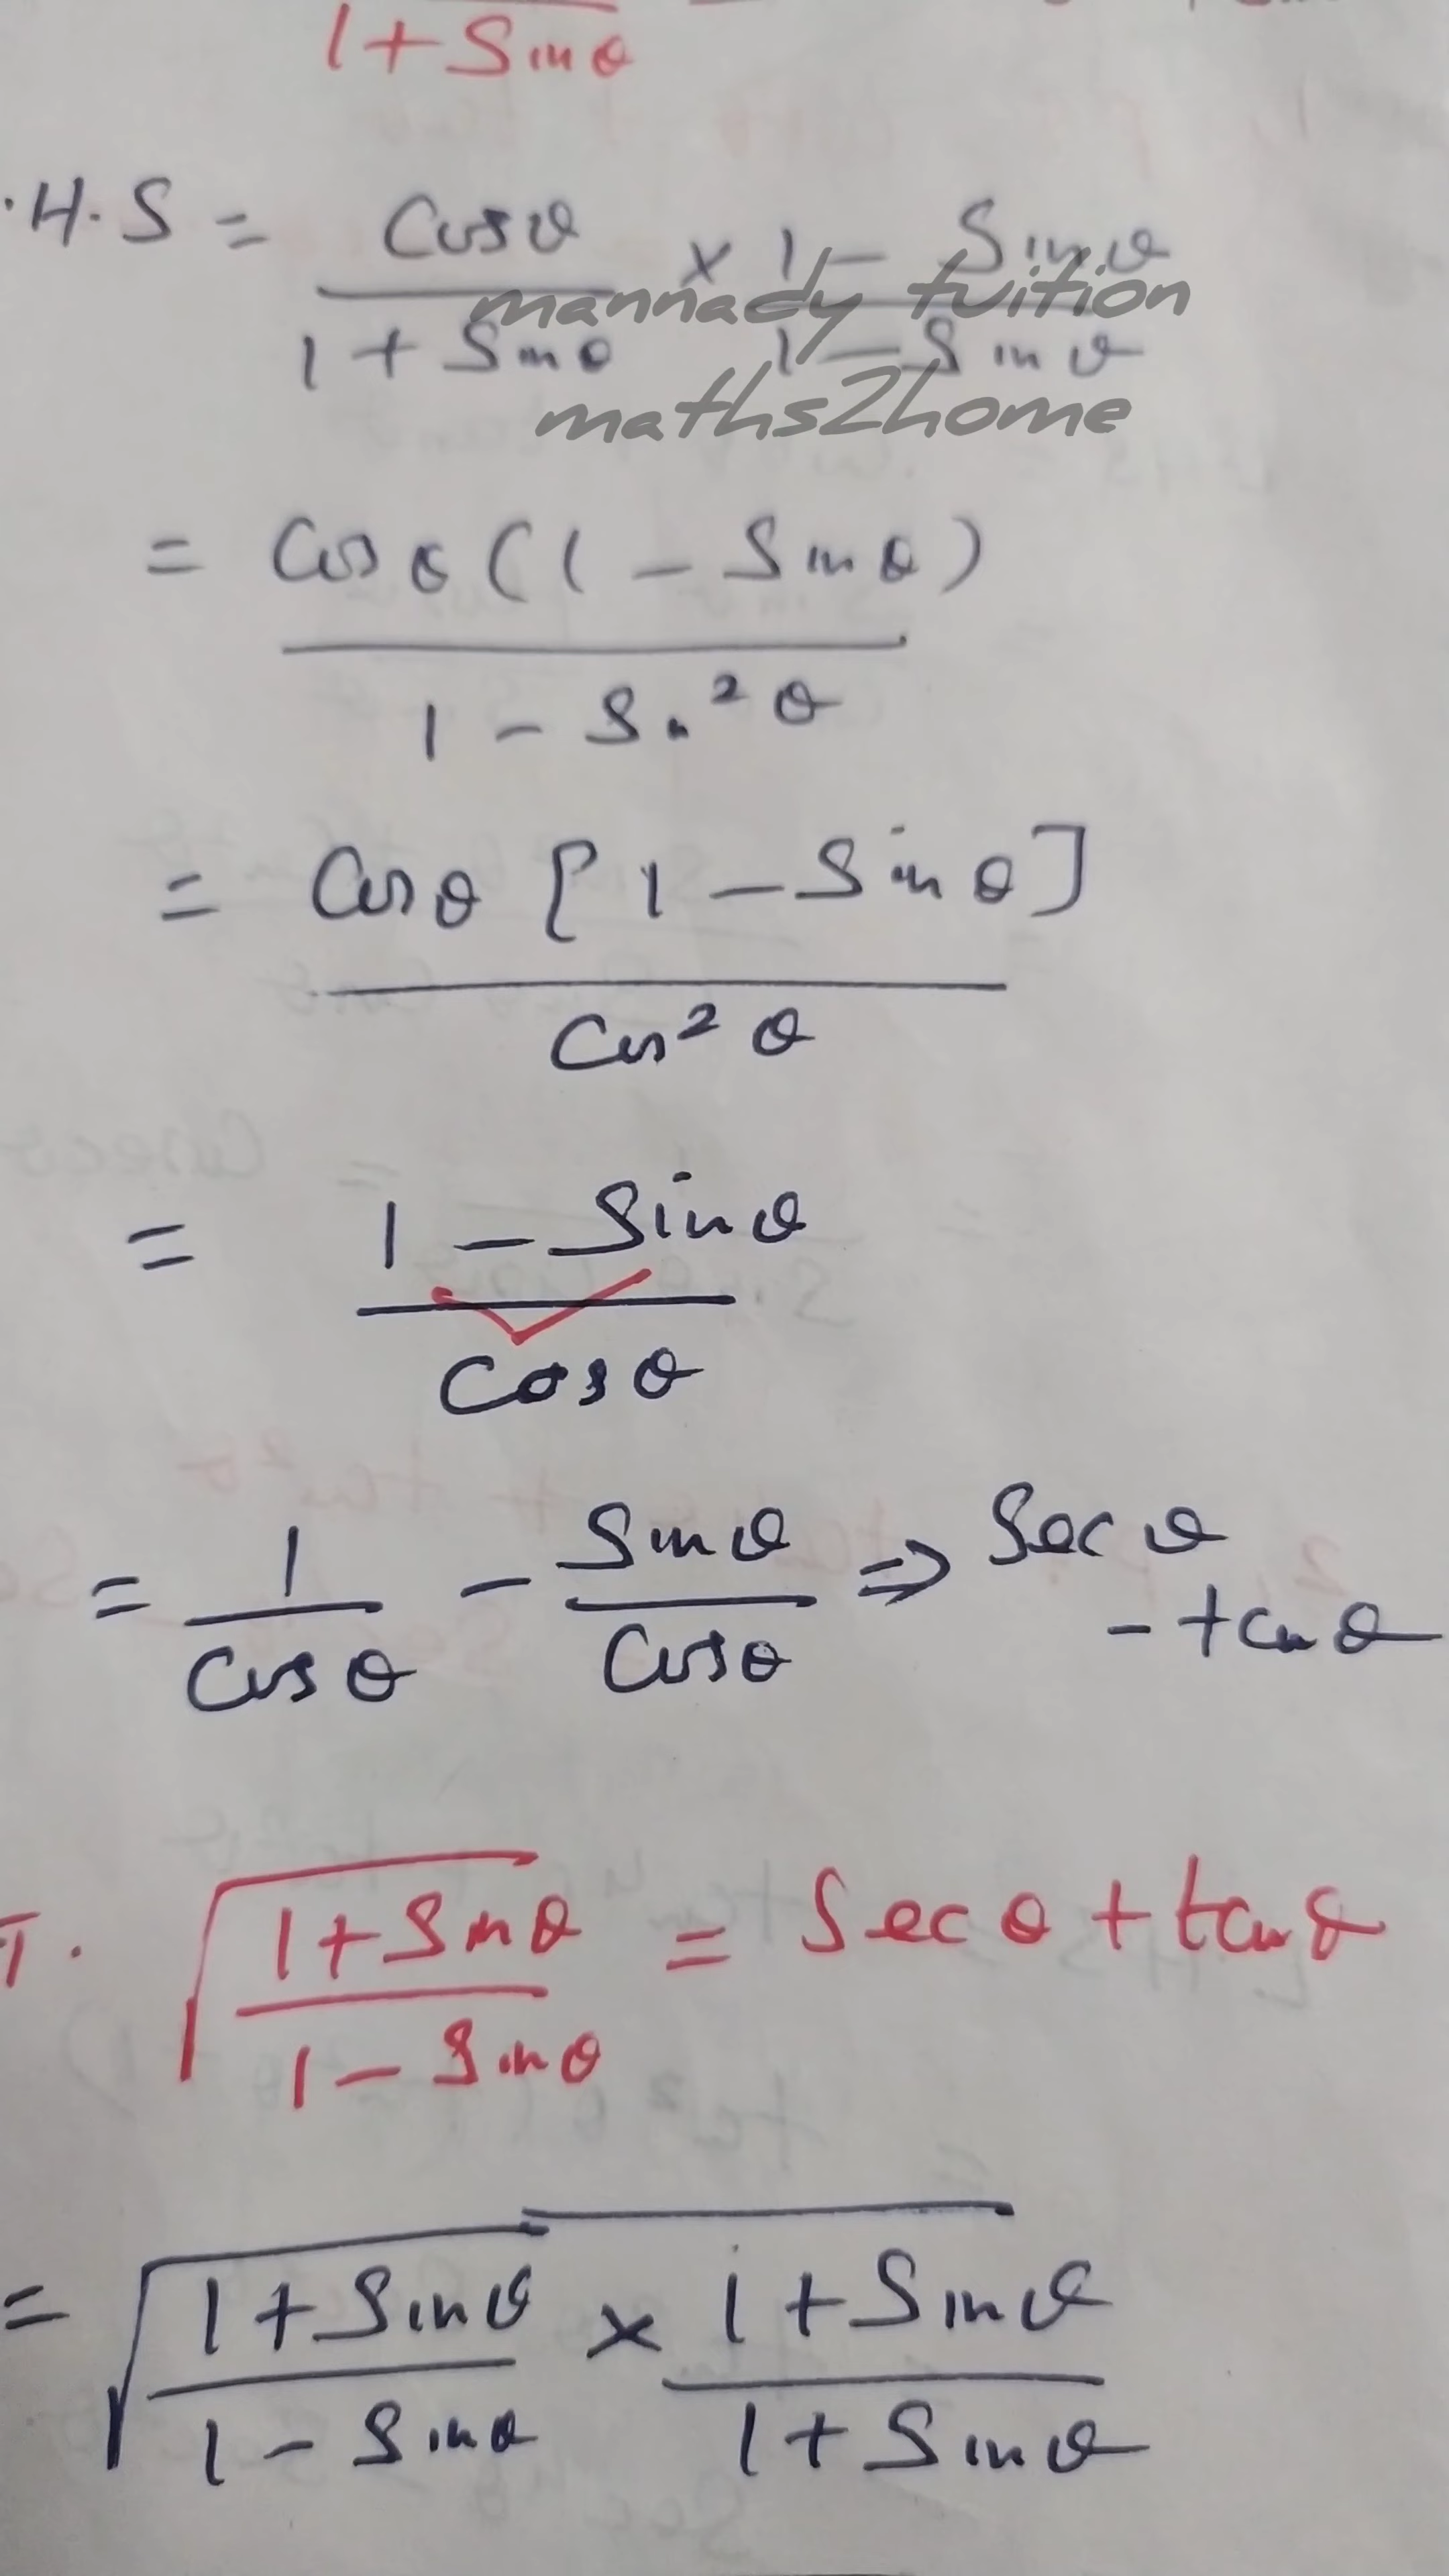 1 + Sinθ
.H.S = Cosθ / 1 + Sinθ × 1 - Sinθ / 1 - Sinθ
mannady tuition
maths2home
= Cosθ (1 - Sinθ) / 1 - Sin²θ
= Cosθ [1 - Sinθ] / Cos²θ
= 1 - Sinθ / Cosθ
= 1 / Cosθ - Sinθ / Cosθ ⇒ Secθ - tanθ
T. √(1 + Sinθ / 1 - Sinθ) = Secθ + tanθ
= √(1 + Sinθ / 1 - Sinθ × 1 + Sinθ / 1 + Sinθ)